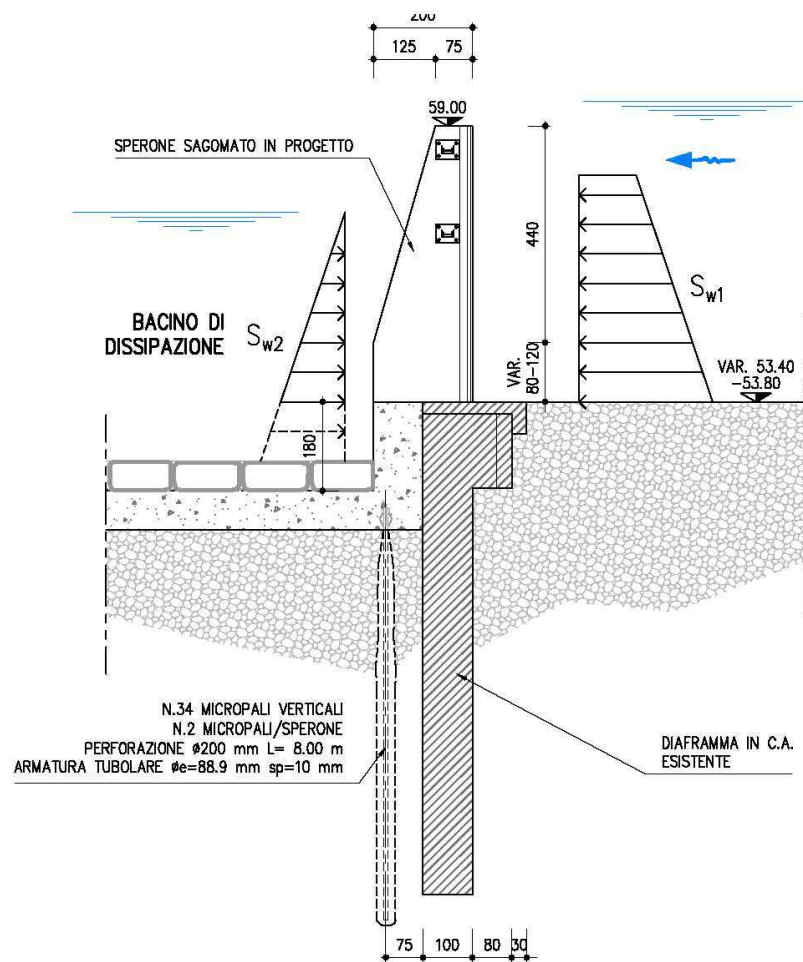 200
125 75
59.00
SPERONE SAGOMATO IN PROGETTO
440
Sw1
BACINO DI
DISSIPAZIONE
Sw2
VAR.
80-120
VAR. 53.40
-53.80
180
N.34 MICROPALI VERTICALI
N.2 MICROPALI/SPERONE
PERFORAZIONE ø200 mm L= 8.00 m
ARMATURA TUBOLARE øe=88.9 mm sp=10 mm
DIAFRAMMA IN C.A.
ESISTENTE
75 100 80 30